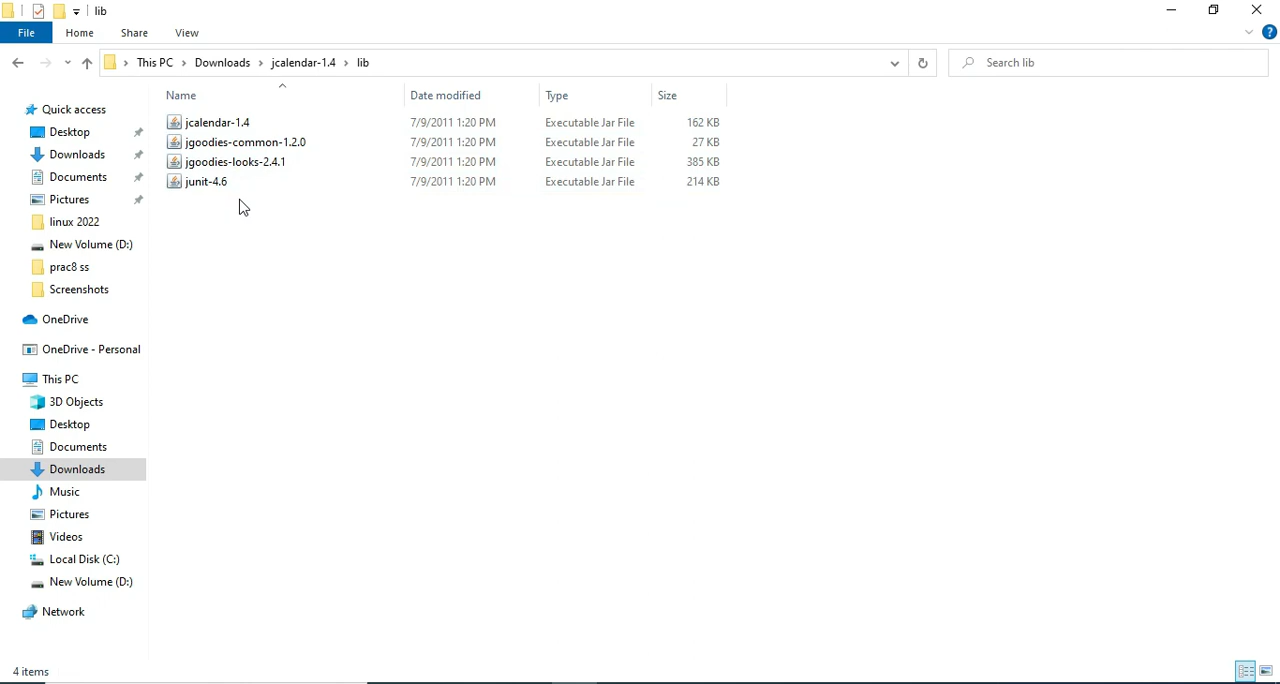 lib
File Home Share View
This PC Downloads jcalendar-1.4 lib
Search lib
Name Date modified Type Size
jcalendar-1.4 7/9/2011 1:20 PM Executable Jar File 162 KB
jgoodies-common-1.2.0 7/9/2011 1:20 PM Executable Jar File 27 KB
jgoodies-looks-2.4.1 7/9/2011 1:20 PM Executable Jar File 385 KB
junit-4.6 7/9/2011 1:20 PM Executable Jar File 214 KB
Quick access
Desktop
Downloads
Documents
Pictures
linux 2022
New Volume (D:)
prac8 ss
Screenshots
OneDrive
OneDrive - Personal
This PC
3D Objects
Desktop
Documents
Downloads
Music
Pictures
Videos
Local Disk (C:)
New Volume (D:)
Network
4 items